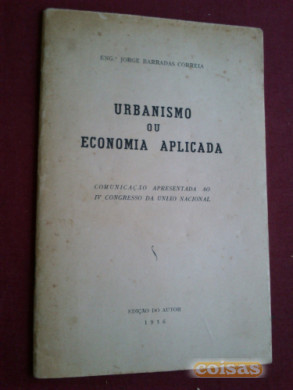 ENG.º JORGE BARRADAS CORREIA
URBANISMO
OU
ECONOMIA APLICADA
COMUNICAÇÃO APRESENTADA AO
IV CONGRESSO DA UNIÃO NACIONAL
EDIÇÃO DO AUTOR
1956
coisas